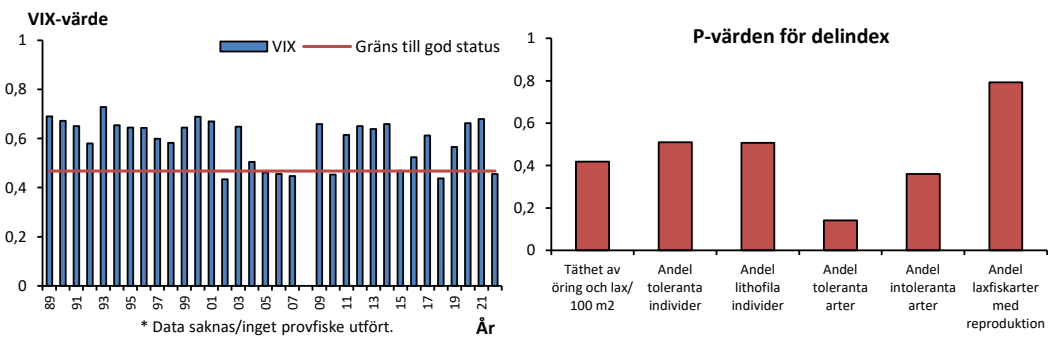 VIX-värde
VIX
Gräns till god status
1
0,8
0,6
0,4
0,2
0
89
91
93
95
97
99
01
03
05
07
09
11
13
15
17
19
21
* Data saknas/inget provfiske utfört.
År
P-värden för delindex
1
0,8
0,6
0,4
0,2
0
Täthet av
öring och lax/
100 m2
Andel
toleranta
individer
Andel
lithofila
individer
Andel
toleranta
arter
Andel
intoleranta
arter
Andel
laxfiskarter
med
reproduktion